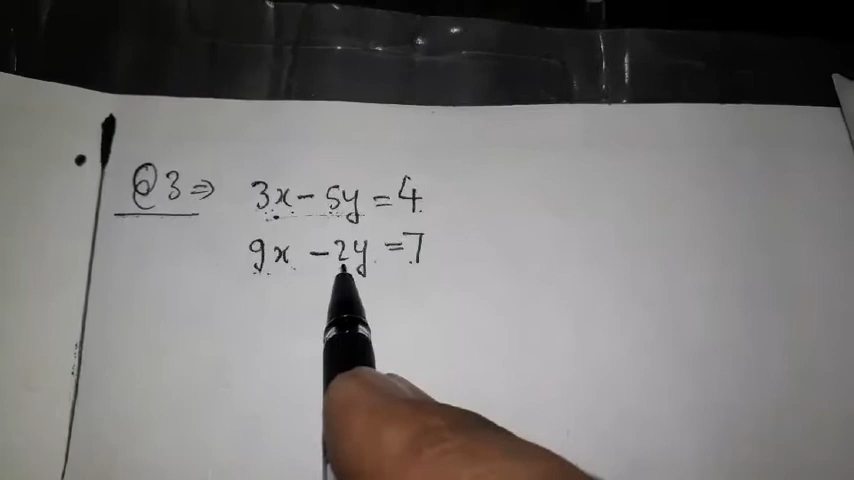 Q3⇒ 3x - 5y = 4
9x - 2y = 7